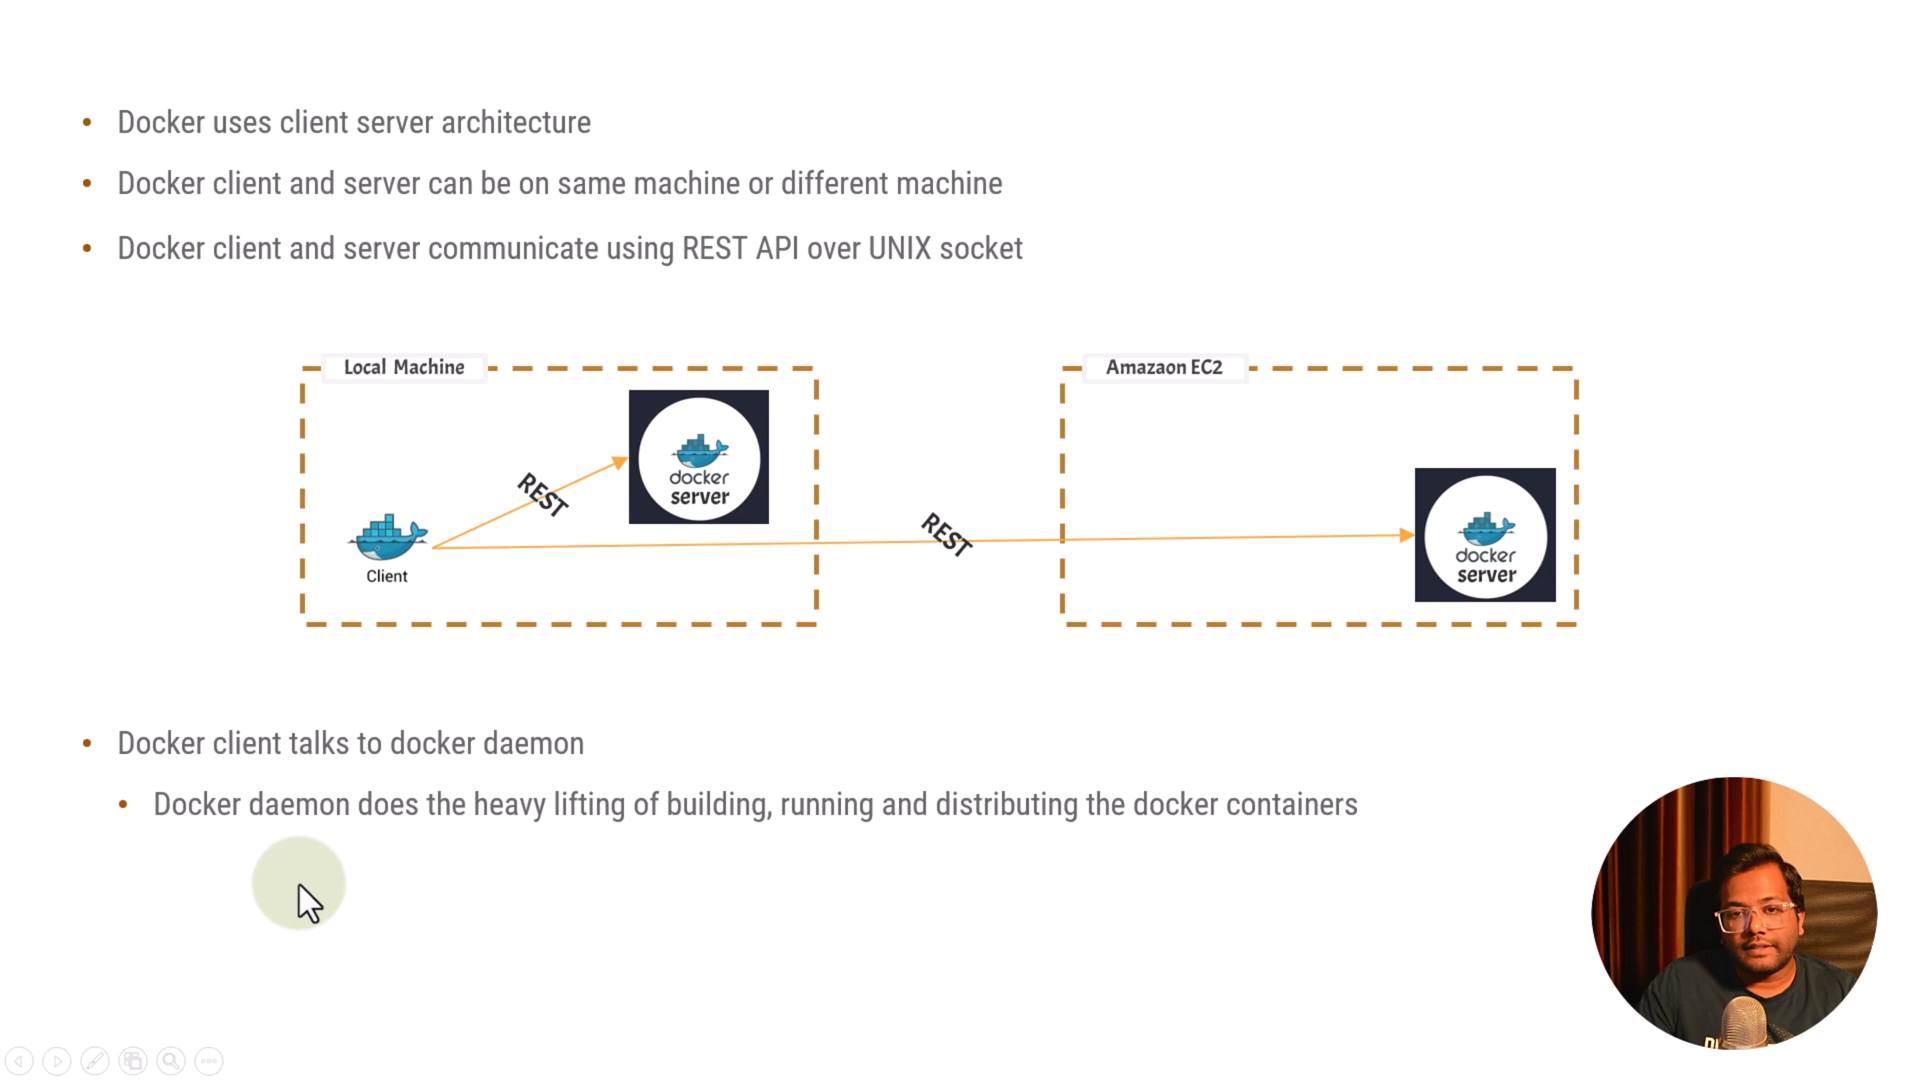 Docker uses client server architecture
Docker client and server can be on same machine or different machine
Docker client and server communicate using REST API over UNIX socket
Local Machine
Amazaon EC2
docker
server
REST
REST
docker
server
Client
Docker client talks to docker daemon
Docker daemon does the heavy lifting of building, running and distributing the docker containers